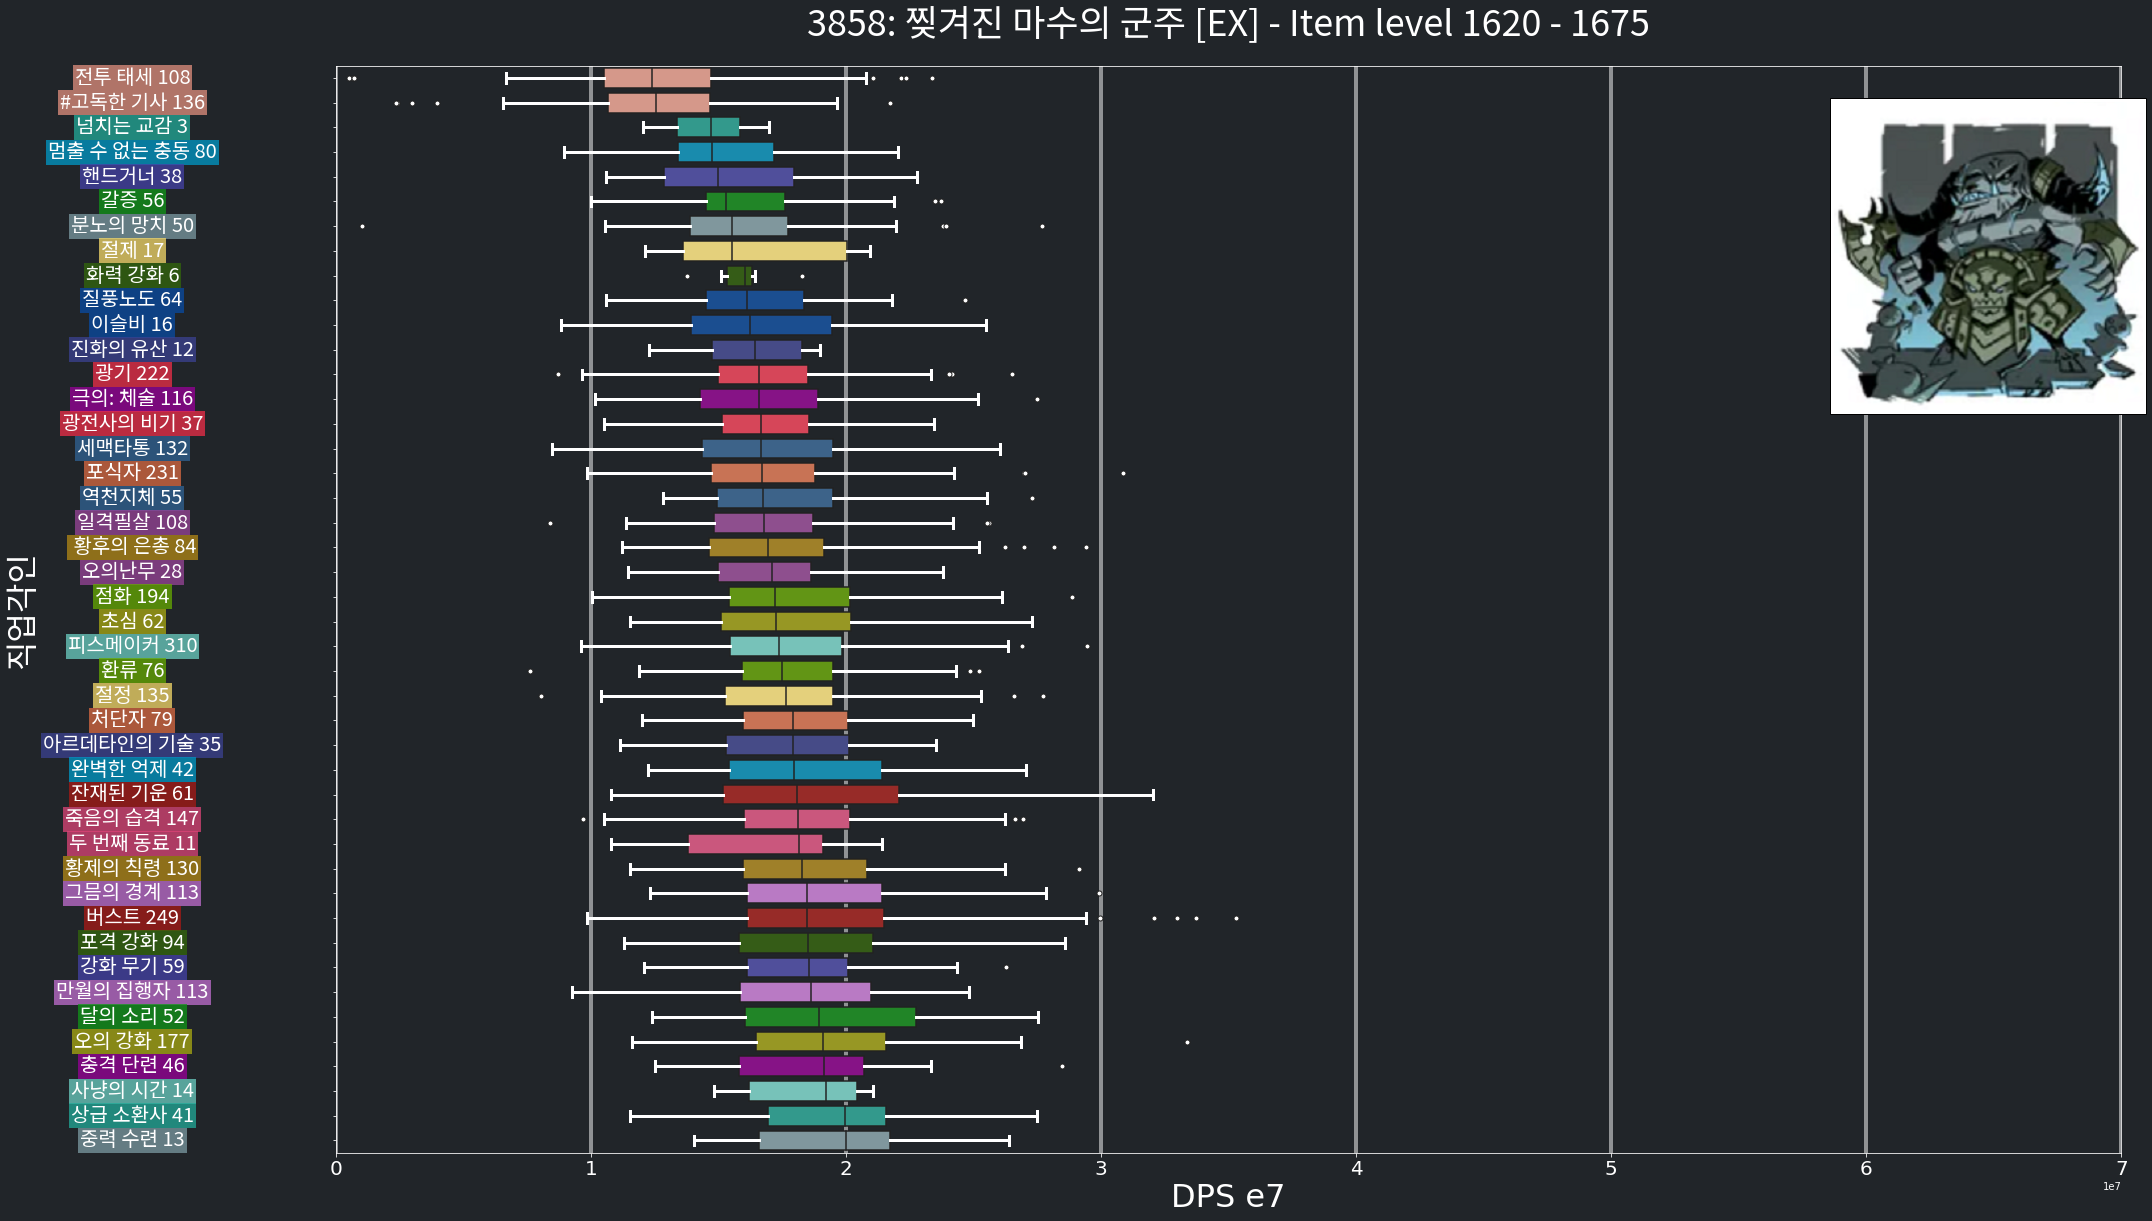 3858: 찢겨진 마수의 군주 [EX] - Item level 1620 - 1675
전투 태세 108
#고독한 기사 136
넘치는 교감 3
멈출 수 없는 충동 80
핸드거너 38
갈증 56
분노의 망치 50
절제 17
화력 강화 6
질풍노도 64
이슬비 16
진화의 유산 12
광기 222
극의: 체술 116
광전사의 비기 37
세맥타통 132
포식자 231
역천지체 55
일격필살 108
황후의 은총 84
오의난무 28
점화 194
초심 62
피스메이커 310
환류 76
절정 135
처단자 79
아르데타인의 기술 35
완벽한 억제 42
잔재된 기운 61
죽음의 습격 147
두 번째 동료 11
황제의 칙령 130
그믐의 경계 113
버스트 249
포격 강화 94
강화 무기 59
만월의 집행자 113
달의 소리 52
오의 강화 177
충격 단련 46
사냥의 시간 14
상급 소환사 41
중력 수련 13
직업각인
0 1 2 3 4 5 6 7
1e7
DPS e7